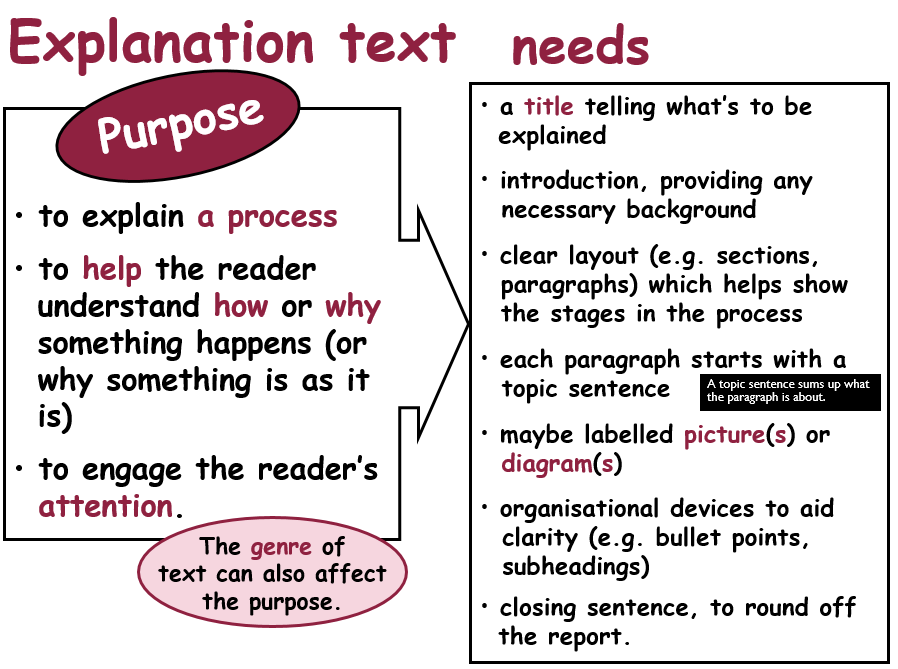 Explanation text needs
Purpose
• to explain a process
• to help the reader
understand how or why
something happens (or
why something is as it
is)
• to engage the reader's
attention.
The genre of
text can also affect
the purpose.
• a title telling what's to be
explained
• introduction, providing any
necessary background
• clear layout (e.g. sections,
paragraphs) which helps show
the stages in the process
• each paragraph starts with a
topic sentence
A topic sentence sums up what
the paragraph is about.
• maybe labelled picture(s) or
diagram(s)
• organisational devices to aid
clarity (e.g. bullet points,
subheadings)
• closing sentence, to round off
the report.